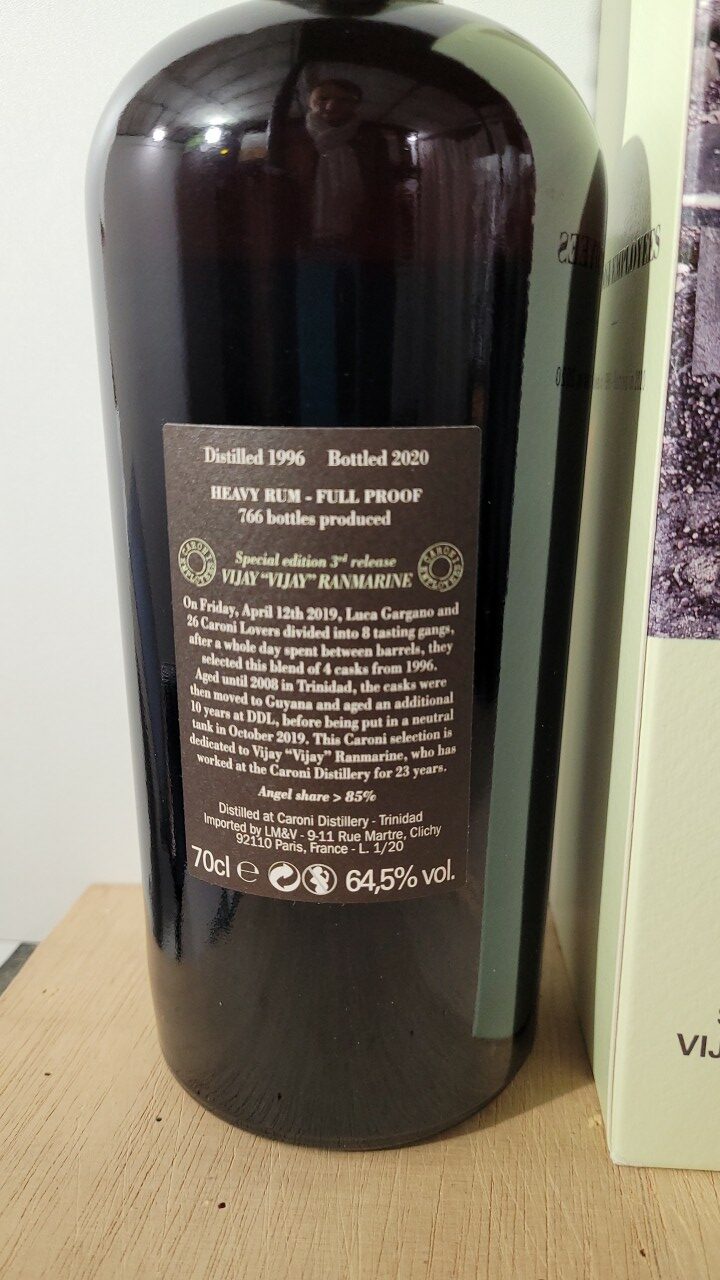 Distilled 1996 Bottled 2020
HEAVY RUM - FULL PROOF
766 bottles produced
CARONI EMPLOYEES
Special edition 3rd release
VIJAY “VIJAY” RANMARINE
CARONI EMPLOYEES
On Friday, April 12th 2019, Luca Gargano and
26 Caroni Lovers divided into 8 tasting gangs,
after a whole day spent between barrels, they
selected this blend of 4 casks from 1996.
Aged until 2008 in Trinidad, the casks were
then moved to Guyana and aged an additional
10 years at DDL, before being put in a neutral
tank in October 2019. This Caroni selection is
dedicated to Vijay “Vijay” Ranmarine, who has
worked at the Caroni Distillery for 23 years.
Angel share > 85%
Distilled at Caroni Distillery - Trinidad
Imported by LM&V - 9-11 Rue Martre, Clichy
92110 Paris, France - L. 1/20
70cl e 64,5% vol.
VIJ